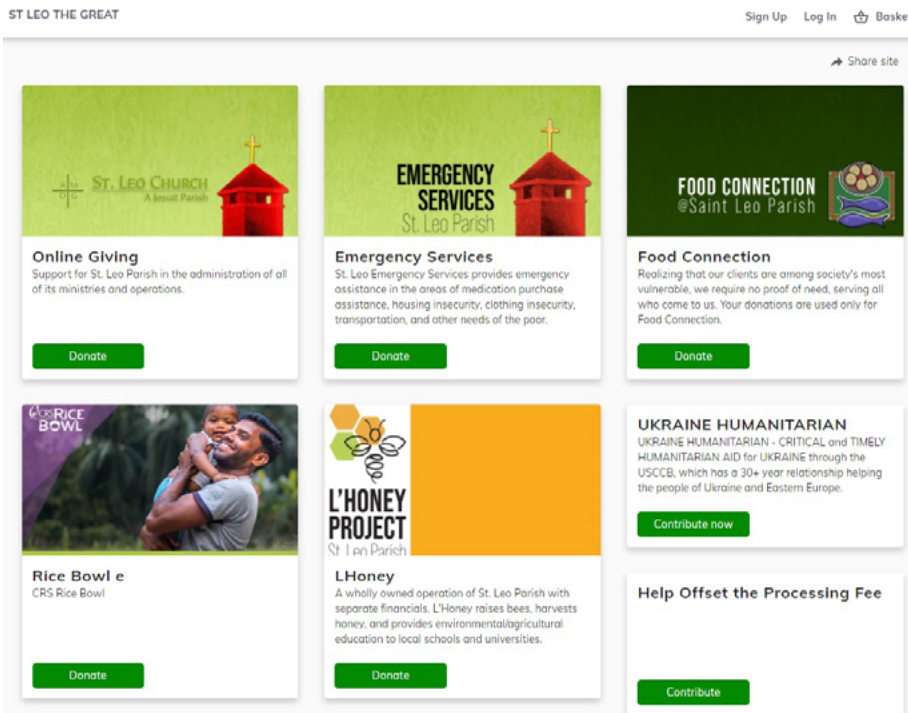 ST LEO THE GREAT
Sign Up Log In Baske
Share site
A M
D G
ST. LEO CHURCH
A Jesuit Parish
Online Giving
Support for St. Leo Parish in the administration of all
of its ministries and operations.
Donate
EMERGENCY
SERVICES
St. Leo Parish
Emergency Services
St. Leo Emergency Services provides emergency
assistance in the areas of medication purchase
assistance, housing insecurity, clothing insecurity,
transportation, and other needs of the poor.
Donate
FOOD CONNECTION
@Saint Leo Parish
Food Connection
Realizing that our clients are among society's most
vulnerable, we require no proof of need, serving all
who come to us. Your donations are used only for
Food Connection.
Donate
CRS RICE
BOWL
Rice Bowl e
CRS Rice Bowl
Donate
L'HONEY
PROJECT
St. Leo Parish
LHoney
A wholly owned operation of St. Leo Parish with
separate financials. L'Honey raises bees, harvests
honey, and provides environmental/agricultural
education to local schools and universities.
Donate
UKRAINE HUMANITARIAN
UKRAINE HUMANITARIAN - CRITICAL and TIMELY
HUMANITARIAN AID for UKRAINE through the
USCCB, which has a 30+ year relationship helping
the people of Ukraine and Eastern Europe.
Contribute now
Help Offset the Processing Fee
Contribute